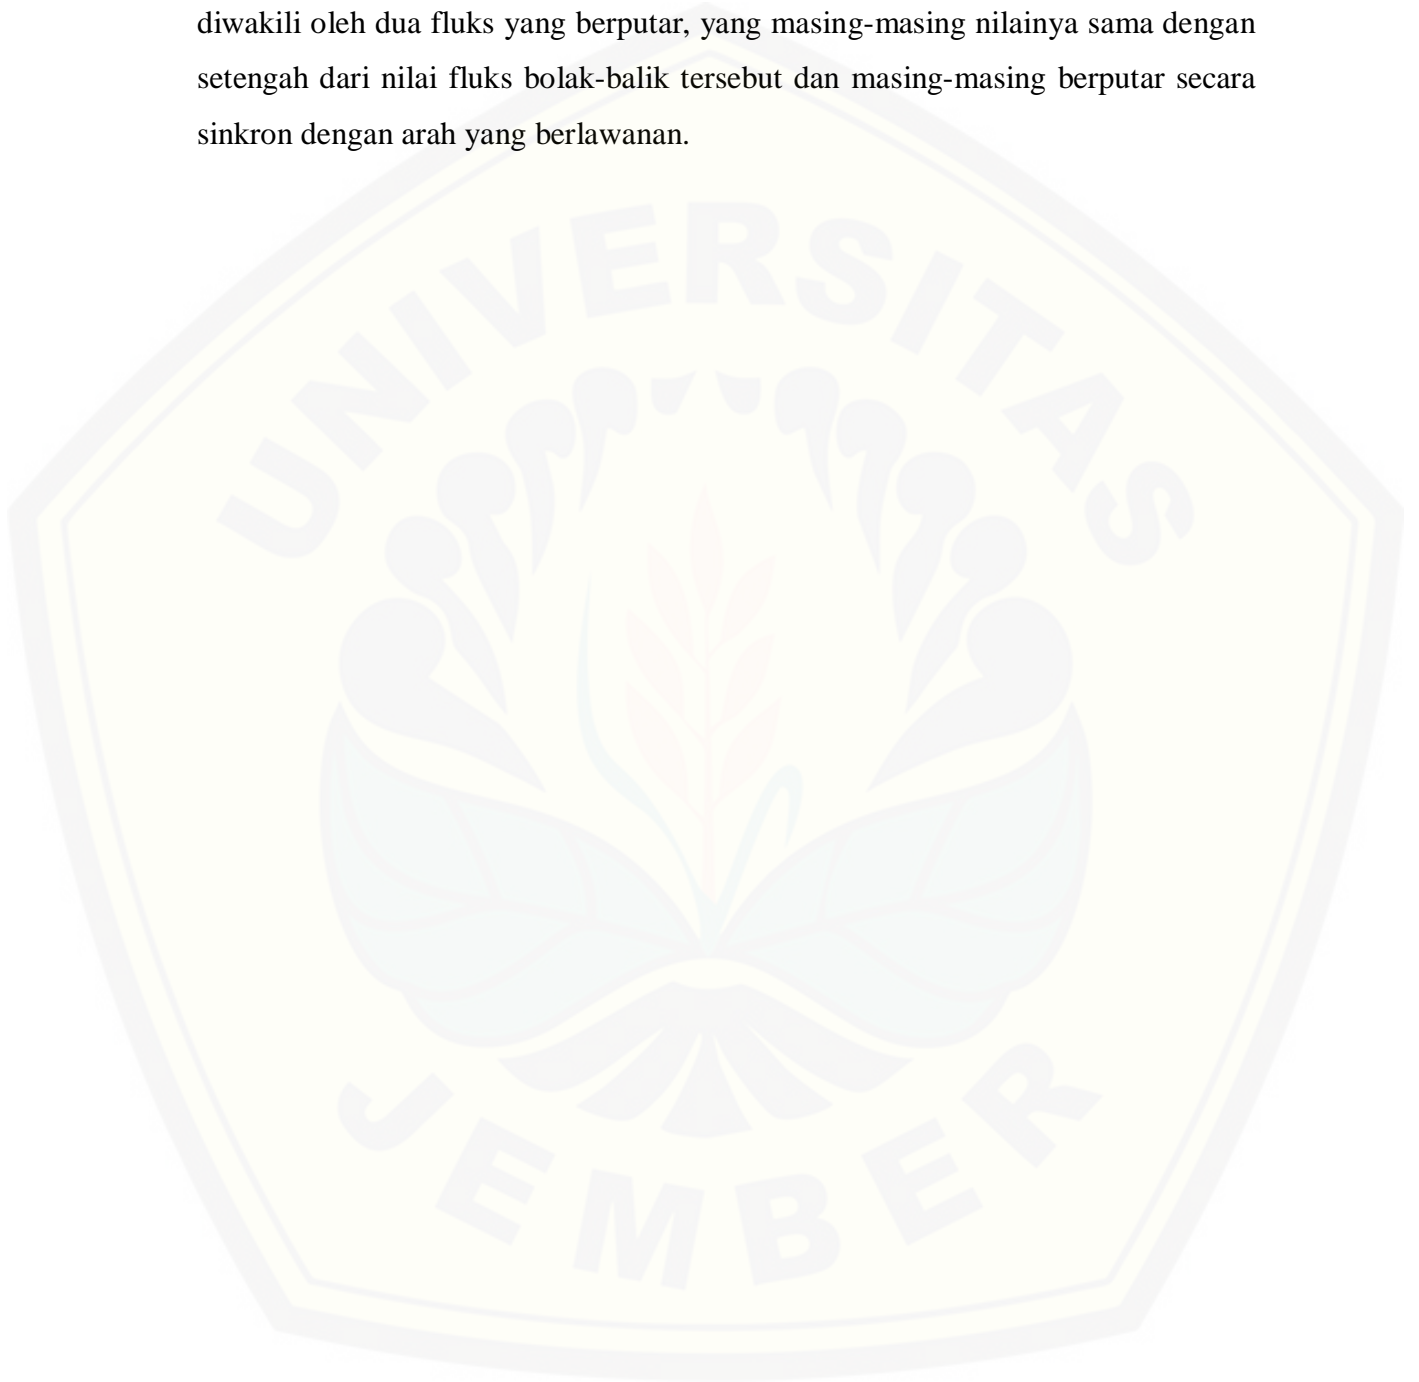 diwakili oleh dua fluks yang berputar, yang masing-masing nilainya sama dengan
setengah dari nilai fluks bolak-balik tersebut dan masing-masing berputar secara
sinkron dengan arah yang berlawanan.
UNIVERSITAS
JEMBER